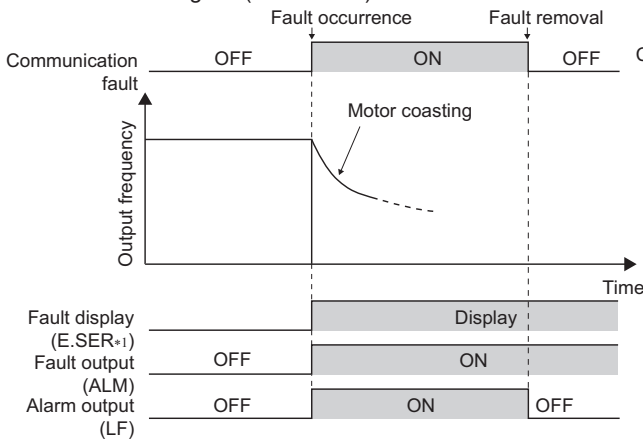 Fault occurrence Fault removal
Communication fault OFF ON OFF
Motor coasting
Output frequency
Time
Fault display (E.SER*1) Display
Fault output (ALM) OFF ON
Alarm output (LF) OFF ON OFF